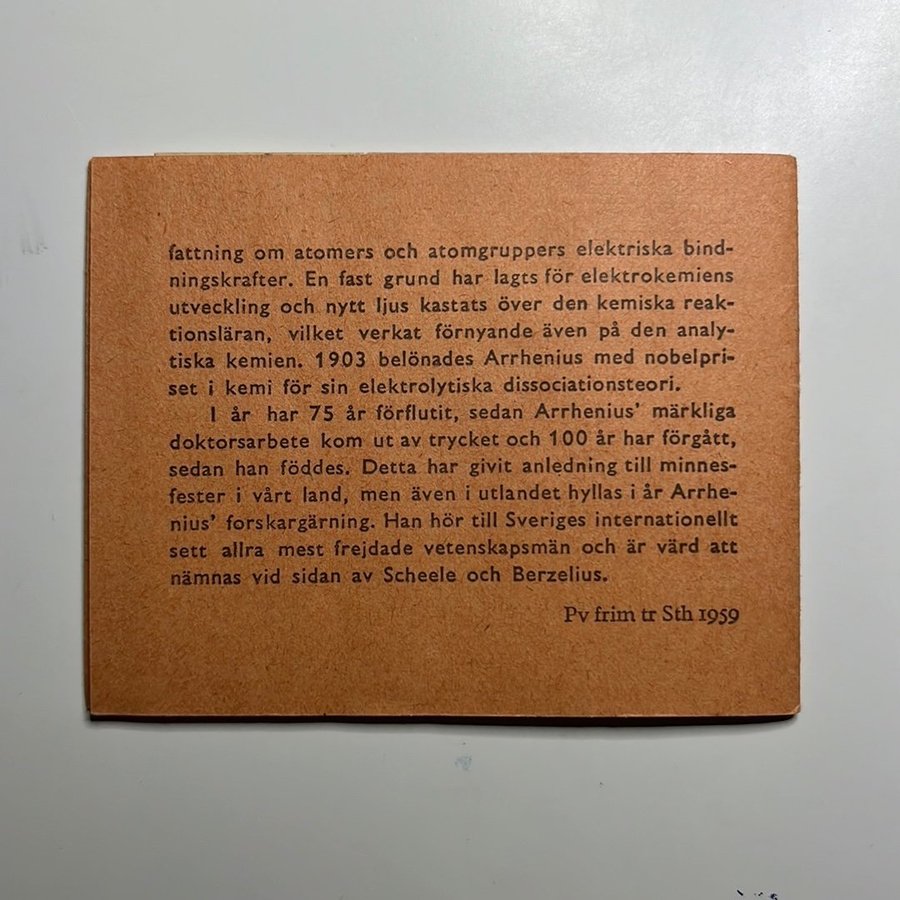 fattning om atomers och atomgruppers elektriska bind-
ningskrafter. En fast grund har lagts för elektrokemiens
utveckling och nytt ljus kastats över den kemiska reak-
tionsläran, vilket verkat förnyande även på den analy-
tiska kemien. 1903 belönades Arrhenius med nobelpri-
set i kemi för sin elektrolytiska dissociationsteori.
I år har 75 år förflutit, sedan Arrhenius’ märkliga
doktorsarbete kom ut av trycket och 100 år har förgått,
sedan han föddes. Detta har givit anledning till minnes-
fester i vårt land, men även i utlandet hyllas i år Arrhe-
nius’ forskargärning. Han hör till Sveriges internationellt
sett allra mest frejdade vetenskapsmän och är värd att
nämnas vid sidan av Scheele och Berzelius.
Pv frim tr Sth 1959